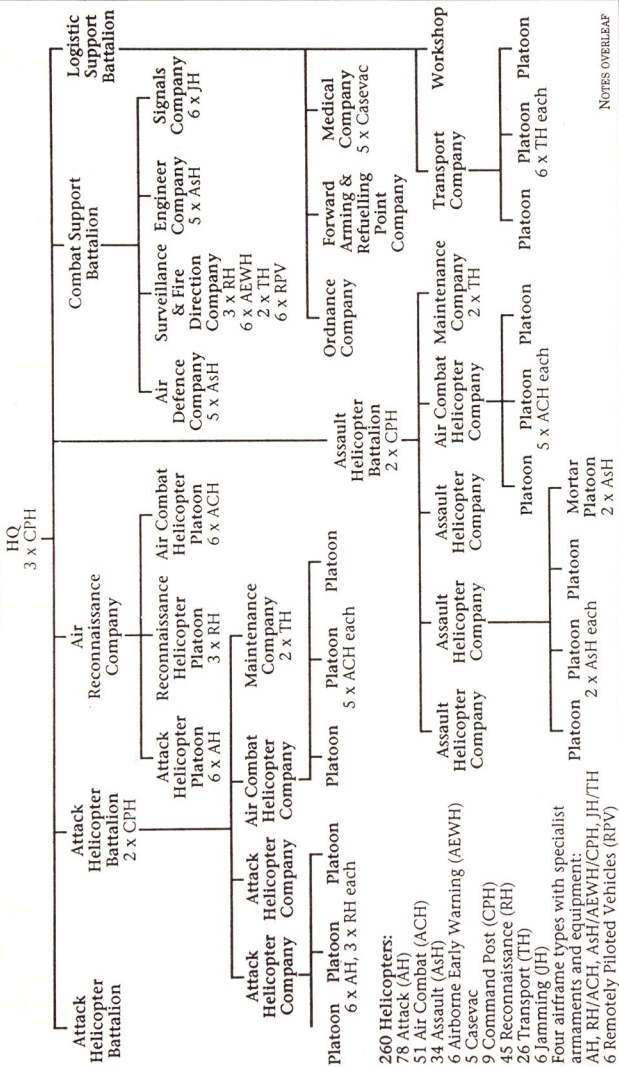 HQ
3 x CPH
Attack
Helicopter
Battalion
Attack
Helicopter
Battalion
2 x CPH
Air
Reconnaissance
Company
Combat Support
Battalion
Logistic
Support
Battalion
Attack
Helicopter
Platoon
6 x AH
Reconnaissance
Helicopter
Platoon
3 x RH
Air Combat
Helicopter
Platoon
6 x ACH
Air
Defence
Company
5 x AsH
Surveillance
& Fire
Direction
Company
3 x RH
6 x AEWH
2 x TH
6 x RPV
Engineer
Company
5 x AsH
Signals
Company
6 x JH
Attack
Helicopter
Company
Attack
Helicopter
Company
Air Combat
Helicopter
Company
Maintenance
Company
2 x TH
Platoon Platoon Platoon
6 x AH, 3 x RH each
Platoon Platoon Platoon
5 x ACH each
Ordnance
Company
Forward
Arming &
Refuelling
Point
Company
Medical
Company
5 x Casevac
Assault
Helicopter
Battalion
2 x CPH
Transport
Company
Workshop
Assault
Helicopter
Company
Assault
Helicopter
Company
Assault
Helicopter
Company
Air Combat
Helicopter
Company
Maintenance
Company
2 x TH
Platoon Platoon Platoon
6 x TH each
Platoon Platoon Platoon
5 x ACH each
Platoon Platoon Platoon
2 x AsH each
Mortar
Platoon
2 x AsH
260 Helicopters:
78 Attack (AH)
51 Air Combat (ACH)
34 Assault (AsH)
6 Airborne Early Warning (AEWH)
5 Casevac
9 Command Post (CPH)
45 Reconnaissance (RH)
26 Transport (TH)
6 Jamming (JH)
Four airframe types with specialist
armaments and equipment:
AH, RH/ACH, AsH/AEWH/CPH, JH/TH
6 Remotely Piloted Vehicles (RPV)
NOTES OVERLEAF